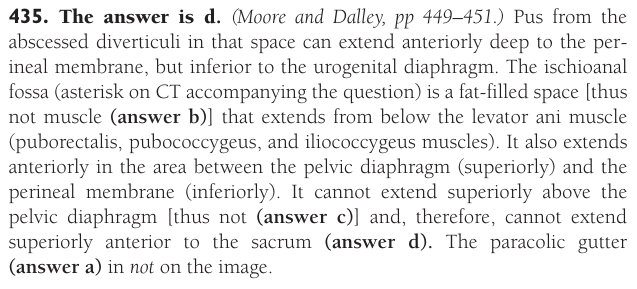 435. The answer is d. (Moore and Dalley, pp 449–451.) Pus from the
abscessed diverticuli in that space can extend anteriorly deep to the per-
ineal membrane, but inferior to the urogenital diaphragm. The ischioanal
fossa (asterisk on CT accompanying the question) is a fat-filled space [thus
not muscle (answer b)] that extends from below the levator ani muscle
(puborectalis, pubococcygeus, and iliococcygeus muscles). It also extends
anteriorly in the area between the pelvic diaphragm (superiorly) and the
perineal membrane (inferiorly). It cannot extend superiorly above the
pelvic diaphragm [thus not (answer c)] and, therefore, cannot extend
superiorly anterior to the sacrum (answer d). The paracolic gutter
(answer a) in not on the image.